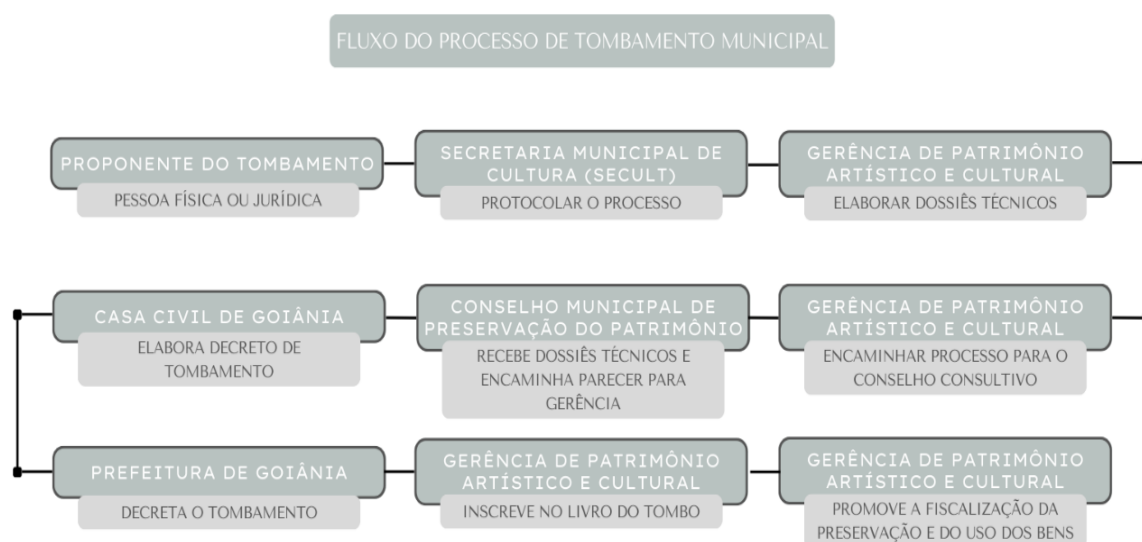 FLUXO DO PROCESSO DE TOMBAMENTO MUNICIPAL
PROPONENTE DO TOMBAMENTO
PESSOA FÍSICA OU JURÍDICA
SECRETARIA MUNICIPAL DE
CULTURA (SECULT)
PROTOCOLAR O PROCESSO
GERÊNCIA DE PATRIMÔNIO
ARTÍSTICO E CULTURAL
ELABORAR DOSSIÊS TÉCNICOS
GERÊNCIA DE PATRIMÔNIO
ARTÍSTICO E CULTURAL
ENCAMINHAR PROCESSO PARA O
CONSELHO CONSULTIVO
CONSELHO MUNICIPAL DE
PRESERVAÇÃO DO PATRIMÔNIO
RECEBE DOSSIÊS TÉCNICOS E
ENCAMINHA PARECER PARA
GERÊNCIA
CASA CIVIL DE GOIÂNIA
ELABORA DECRETO DE
TOMBAMENTO
PREFEITURA DE GOIÂNIA
DECRETA O TOMBAMENTO
GERÊNCIA DE PATRIMÔNIO
ARTÍSTICO E CULTURAL
INSCREVE NO LIVRO DO TOMBO
GERÊNCIA DE PATRIMÔNIO
ARTÍSTICO E CULTURAL
PROMOVE A FISCALIZAÇÃO DA
PRESERVAÇÃO E DO USO DOS BENS